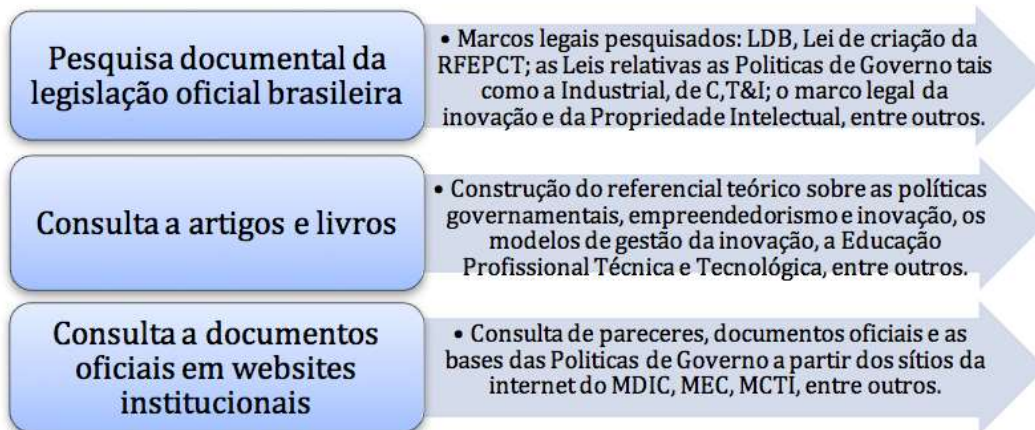 Pesquisa documental da
legislação oficial brasileira
• Marcos legais pesquisados: LDB, Lei de criação da
RFEPCT; as Leis relativas as Politicas de Governo tais
como a Industrial, de C,T&I; o marco legal da
inovação e da Propriedade Intelectual, entre outros.
Consulta a artigos e livros
• Construção do referencial teórico sobre as políticas
governamentais, empreendedorismo e inovação, os
modelos de gestão da inovação, a Educação
Profissional Técnica e Tecnológica, entre outros.
Consulta a documentos
oficiais em websites
institucionais
• Consulta de pareceres, documentos oficiais e as
bases das Politicas de Governo a partir dos sítios da
internet do MDIC, MEC, MCTI, entre outros.